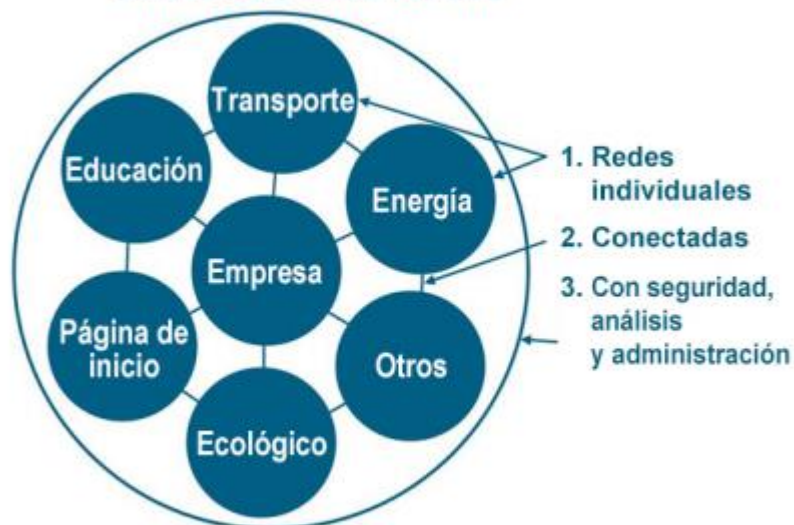 Transporte
Educación
Energía
Empresa
Página de
inicio
Otros
Ecológico
1. Redes
individuales
2. Conectadas
3. Con seguridad,
análisis
y administración